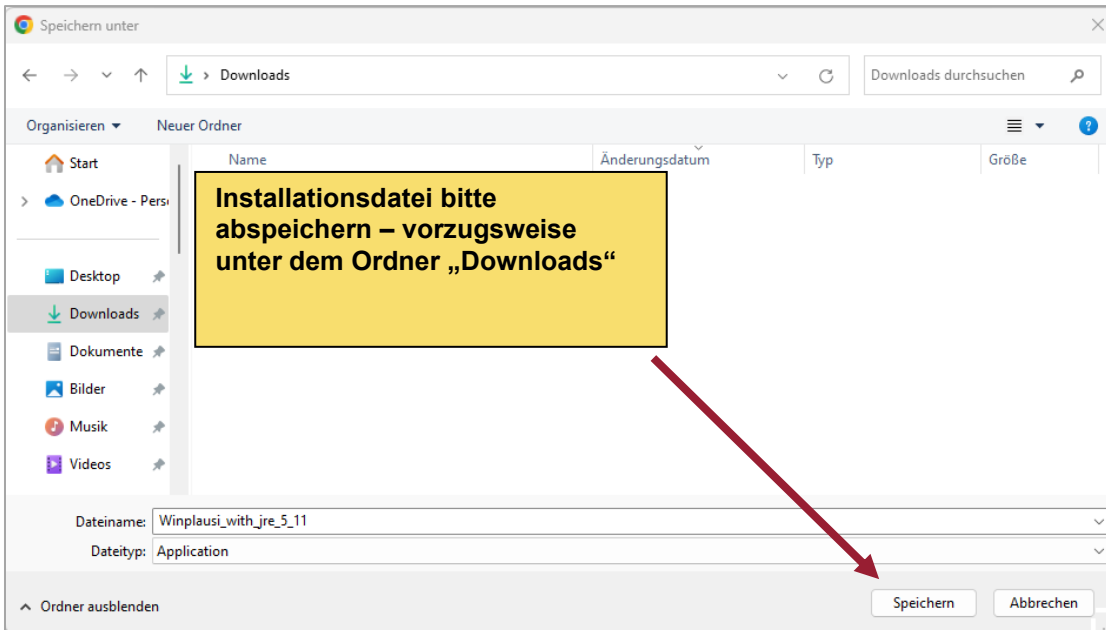 Speichern unter
Downloads
Downloads durchsuchen
Organisieren
Neuer Ordner
Start
Name
Änderungsdatum
Typ
Größe
OneDrive - Pers
Installationsdatei bitte
abspeichern – vorzugsweise
unter dem Ordner „Downloads“
Desktop
Downloads
Dokumente
Bilder
Musik
Videos
Dateiname: Winplausi_with_jre_5_11
Dateityp: Application
Ordner ausblenden
Speichern
Abbrechen